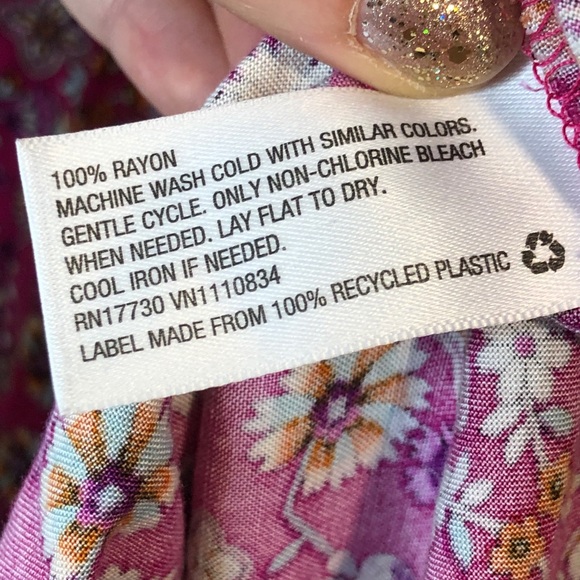 100% RAYON
MACHINE WASH COLD WITH SIMILAR COLORS.
GENTLE CYCLE. ONLY NON-CHLORINE BLEACH
WHEN NEEDED. LAY FLAT TO DRY.
COOL IRON IF NEEDED.
RN17730 VN1110834
LABEL MADE FROM 100% RECYCLED PLASTIC